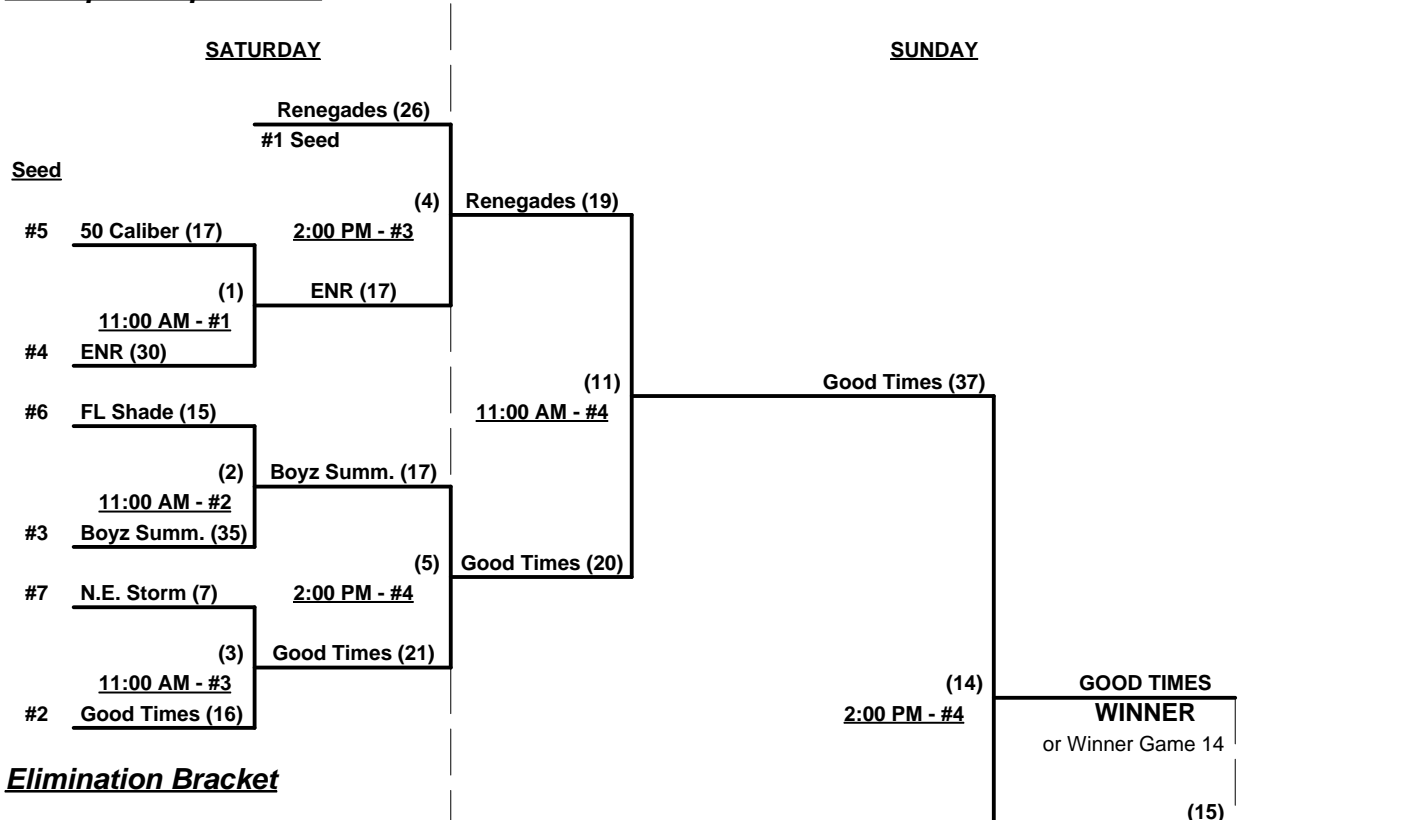 SATURDAY
SUNDAY
Renegades (26)
#1 Seed
Seed
(4)
Renegades (19)
#5
50 Caliber (17)
2:00 PM - #3
(1)
ENR (17)
11:00 AM - #1
#4
ENR (30)
(11)
Good Times (37)
#6
FL Shade (15)
11:00 AM - #4
(2)
Boyz Summ. (17)
11:00 AM - #2
#3
Boyz Summ. (35)
(5)
Good Times (20)
#7
N.E. Storm (7)
2:00 PM - #4
(3)
Good Times (21)
11:00 AM - #3
(14)
GOOD TIMES
#2
Good Times (16)
2:00 PM - #4
WINNER
or Winner Game 14
Elimination Bracket
(15)